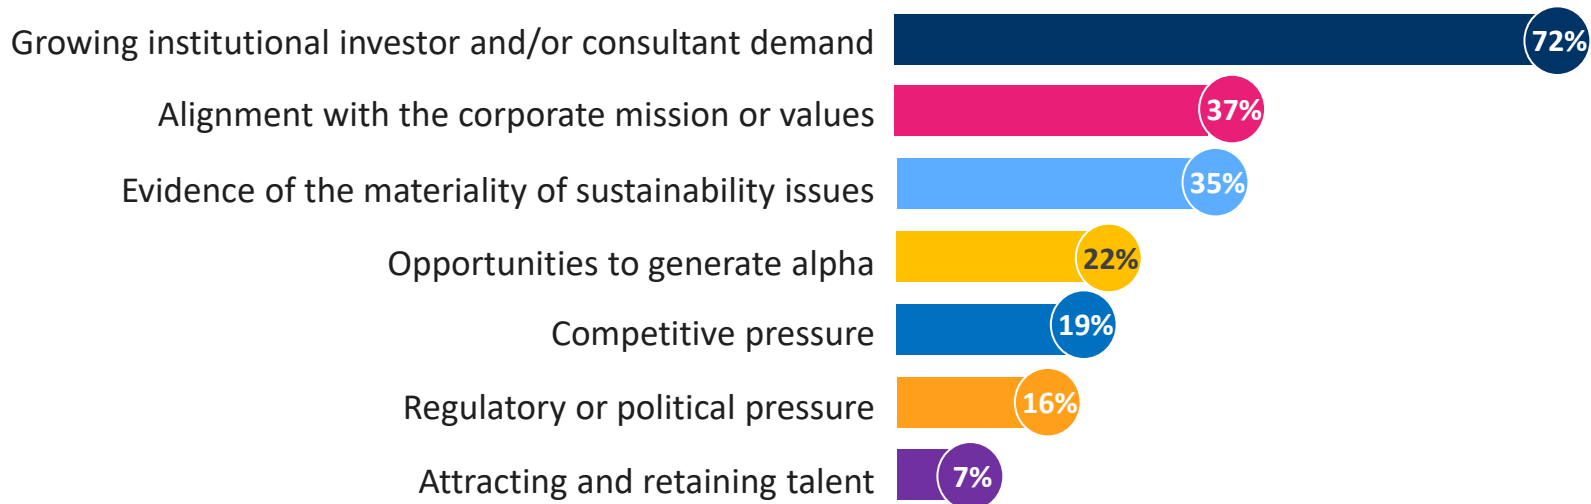 Growing institutional investor and/or consultant demand 72%
Alignment with the corporate mission or values 37%
Evidence of the materiality of sustainability issues 35%
Opportunities to generate alpha 22%
Competitive pressure 19%
Regulatory or political pressure 16%
Attracting and retaining talent 7%